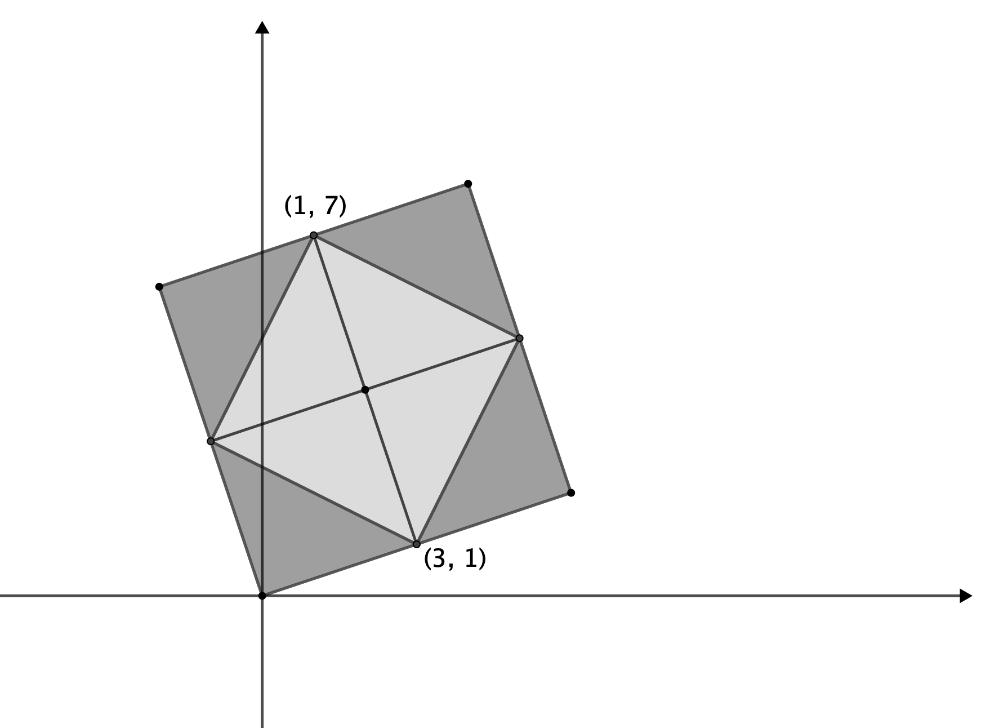 (1, 7)
(3, 1)